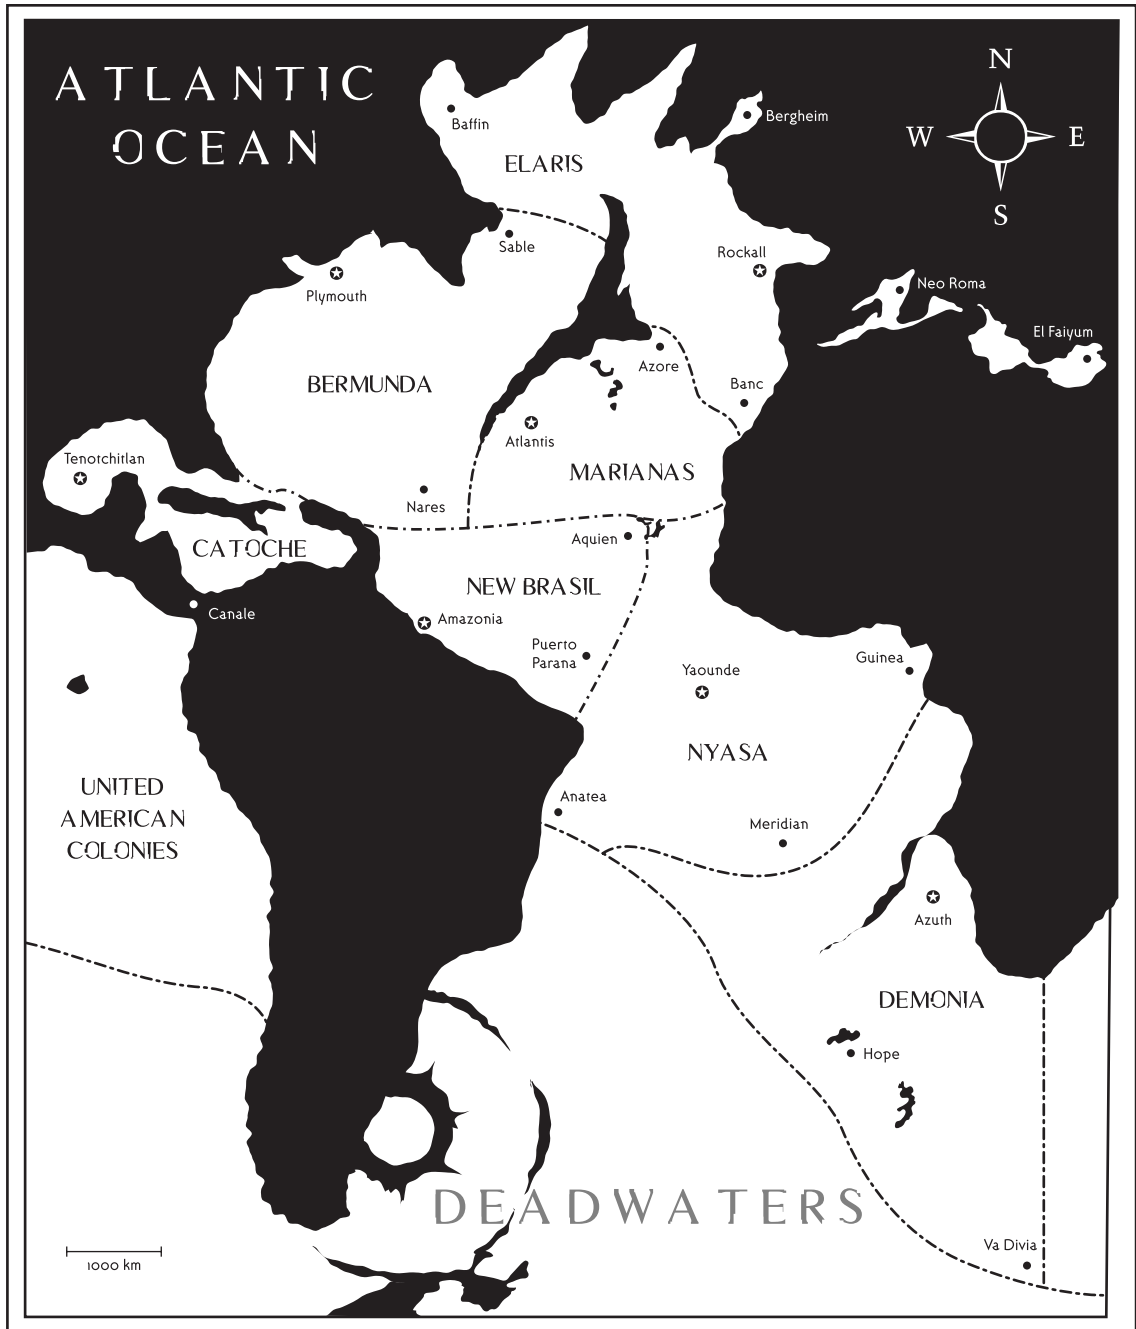 ATLANTIC
OCEAN
N
W
E
S
Baffin
Bergheim
ELARIS
Sable
Rockall
Plymouth
Neo Roma
El Faiyum
Azore
BERMUNDA
Banc
Atlantis
Tenotchitlan
MARIANAS
Nares
Aquien
CATOCHE
NEW BRASIL
Canale
Amazonia
Puerto
Parana
Guinea
Yaounde
NYASA
UNITED
AMERICAN
COLONIES
Anatea
Meridian
Azuth
DEMONIA
Hope
DEADWATERS
Va Divia
1000 km